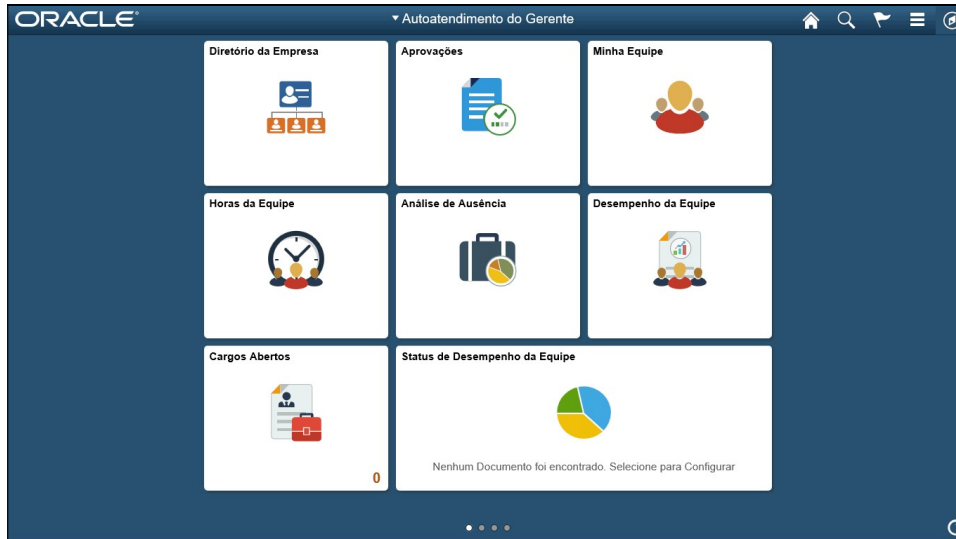 ORACLE
Autoatendimento do Gerente
Diretório da Empresa
Aprovações
Minha Equipe
Horas da Equipe
Análise de Ausência
Desempenho da Equipe
Cargos Abertos
0
Status de Desempenho da Equipe
Nenhum Documento foi encontrado. Selecione para Configurar